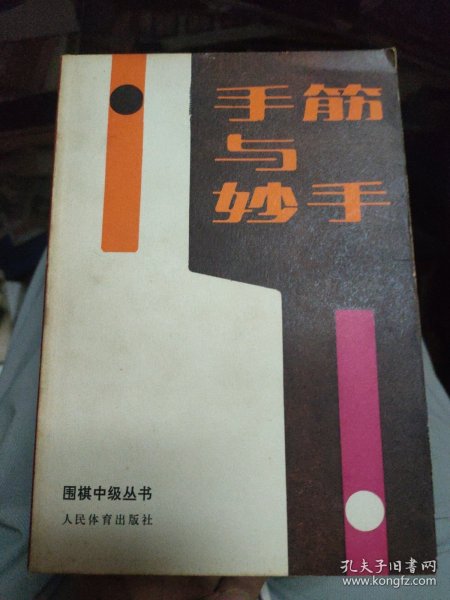 手筋
与
妙手
围棋中级丛书
人民体育出版社
孔夫子旧书网
www.kongfz.com